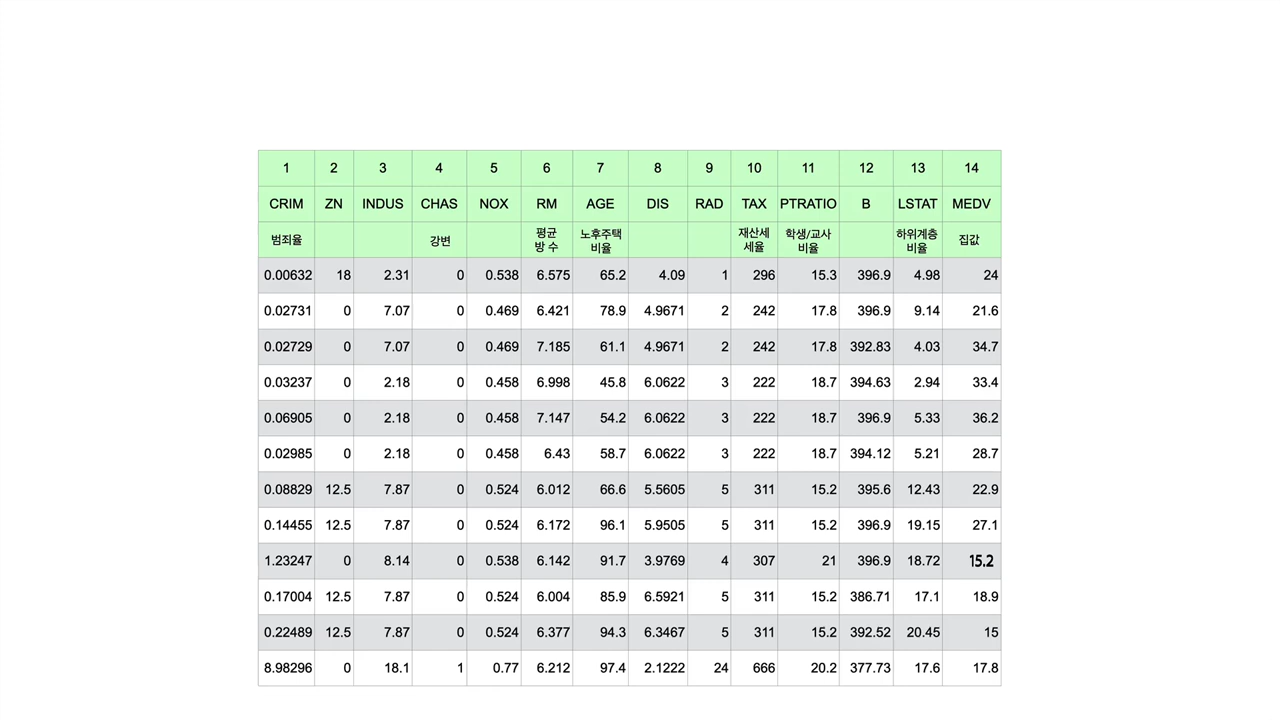 1 2 3 4 5 6 7 8 9 10 11 12 13 14
CRIM ZN INDUS CHAS NOX RM AGE DIS RAD TAX PTRATIO B LSTAT MEDV
범죄율 강변 평균 방 수 노후주택 비율 재산세 세율 학생/교사 비율 하위계층 비율 집값
0.00632 18 2.31 0 0.538 6.575 65.2 4.09 1 296 15.3 396.9 4.98 24
0.02731 0 7.07 0 0.469 6.421 78.9 4.9671 2 242 17.8 396.9 9.14 21.6
0.02729 0 7.07 0 0.469 7.185 61.1 4.9671 2 242 17.8 392.83 4.03 34.7
0.03237 0 2.18 0 0.458 6.998 45.8 6.0622 3 222 18.7 394.63 2.94 33.4
0.06905 0 2.18 0 0.458 7.147 54.2 6.0622 3 222 18.7 396.9 5.33 36.2
0.02985 0 2.18 0 0.458 6.43 58.7 6.0622 3 222 18.7 394.12 5.21 28.7
0.08829 12.5 7.87 0 0.524 6.012 66.6 5.5605 5 311 15.2 395.6 12.43 22.9
0.14455 12.5 7.87 0 0.524 6.172 96.1 5.9505 5 311 15.2 396.9 19.15 27.1
1.23247 0 8.14 0 0.538 6.142 91.7 3.9769 4 307 21 396.9 18.72 15.2
0.17004 12.5 7.87 0 0.524 6.004 85.9 6.5921 5 311 15.2 386.71 17.1 18.9
0.22489 12.5 7.87 0 0.524 6.377 94.3 6.3467 5 311 15.2 392.52 20.45 15
8.98296 0 18.1 1 0.77 6.212 97.4 2.1222 24 666 20.2 377.73 17.6 17.8